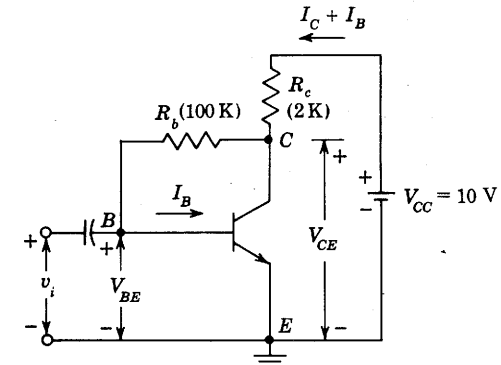 I_C + I_B
R_c
R_b (100 K)
(2 K)
C
+
+
I_B
V_CC = 10 V
B
−
+
+
V_CE
v_i
V_BE
−
−
E
−